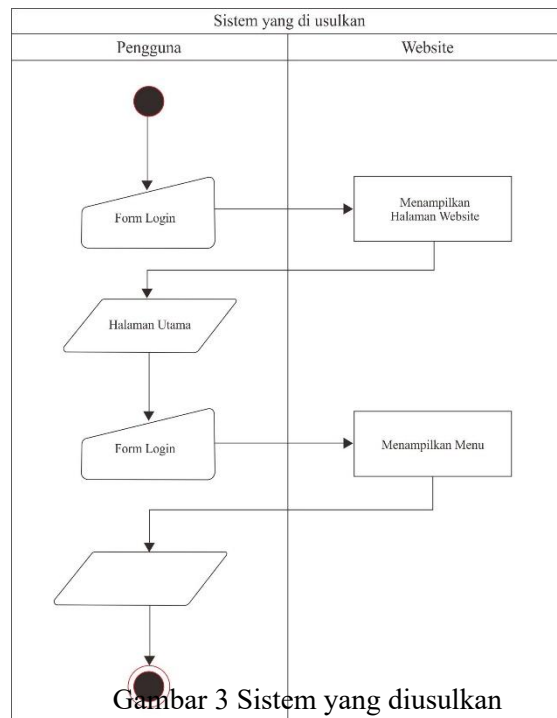 Sistem yang di usulkan
Pengguna
Website
Form Login
Menampilkan
Halaman Website
Halaman Utama
Form Login
Menampilkan Menu
Gambar 3 Sistem yang diusulkan